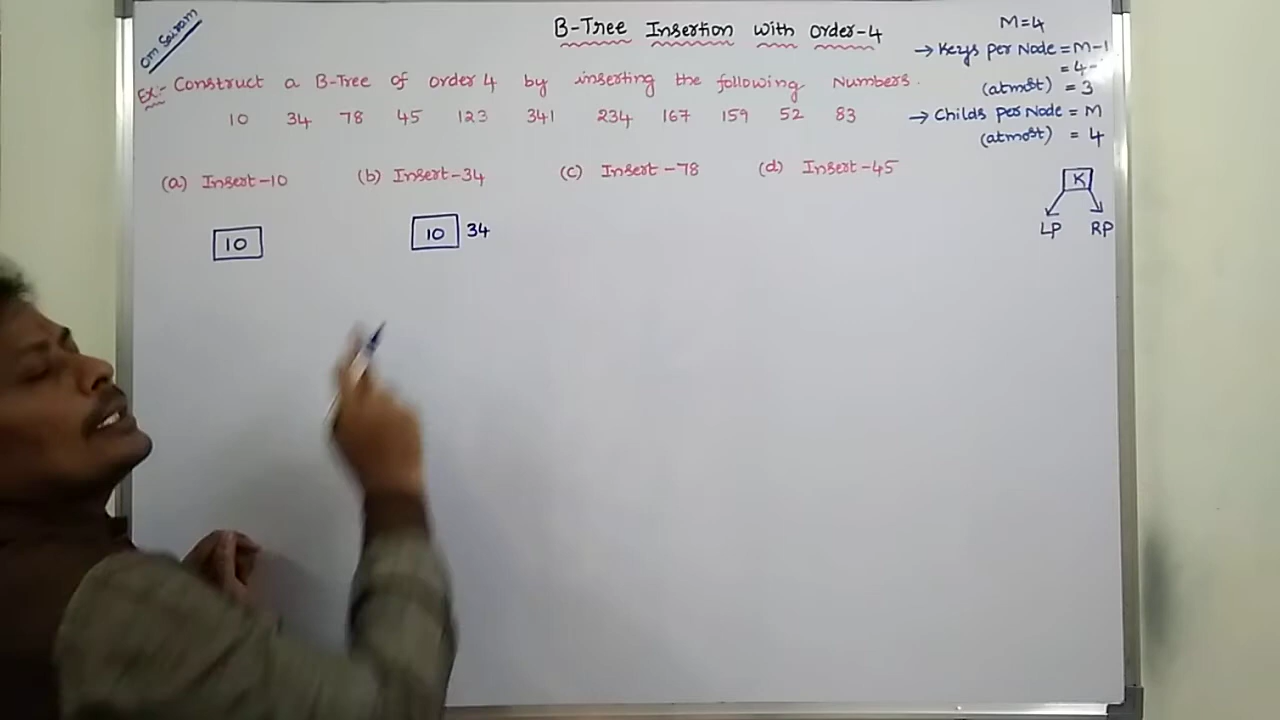 om Sairam
B-Tree Insertion with order-4
M=4
→ Keys per Node = M-1
= 4-
(atmost) = 3
Ex:- Construct a B-Tree of order 4 by inserting the following Numbers.
10 34 78 45 123 341 234 167 159 52 83
→ Childs per Node = M
(atmost) = 4
(a) Insert-10 (b) Insert-34 (c) Insert-78 (d) Insert-45
K
LP RP
10 10 34